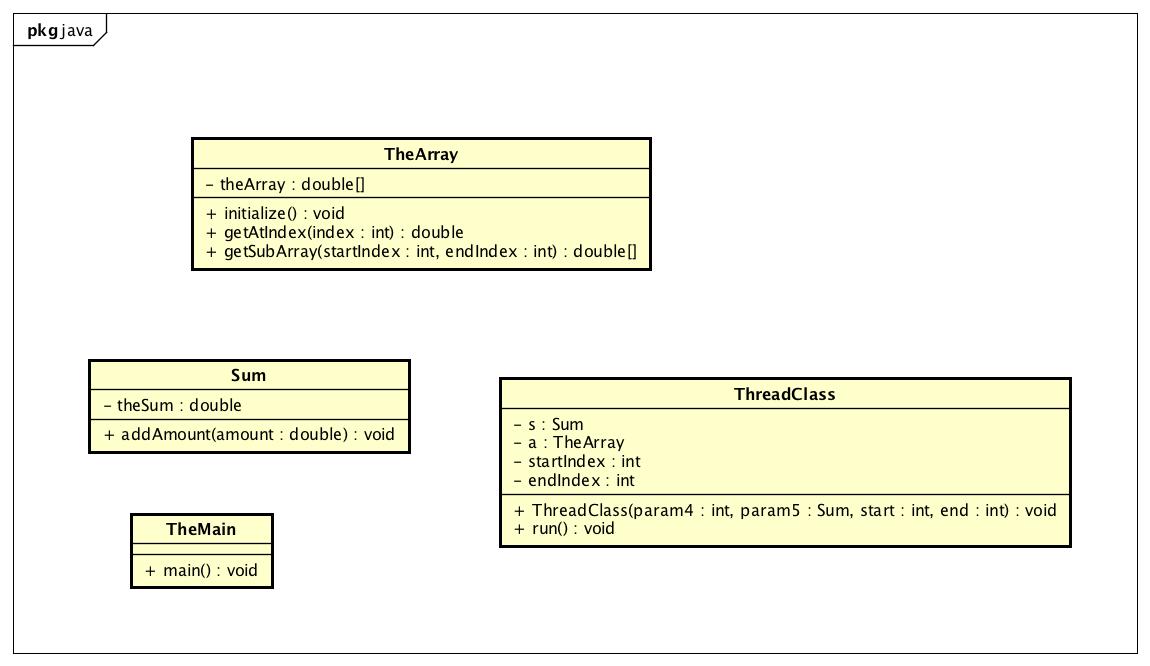 pkg java
TheArray
- theArray : double[]
+ initialize() : void
+ getAtIndex(index : int) : double
+ getSubArray(startIndex : int, endIndex : int) : double[]
Sum
- theSum : double
+ addAmount(amount : double) : void
ThreadClass
- s : Sum
- a : TheArray
- startIndex : int
- endIndex : int
+ ThreadClass(param4 : int, param5 : Sum, start : int, end : int) : void
+ run() : void
TheMain
+ main() : void